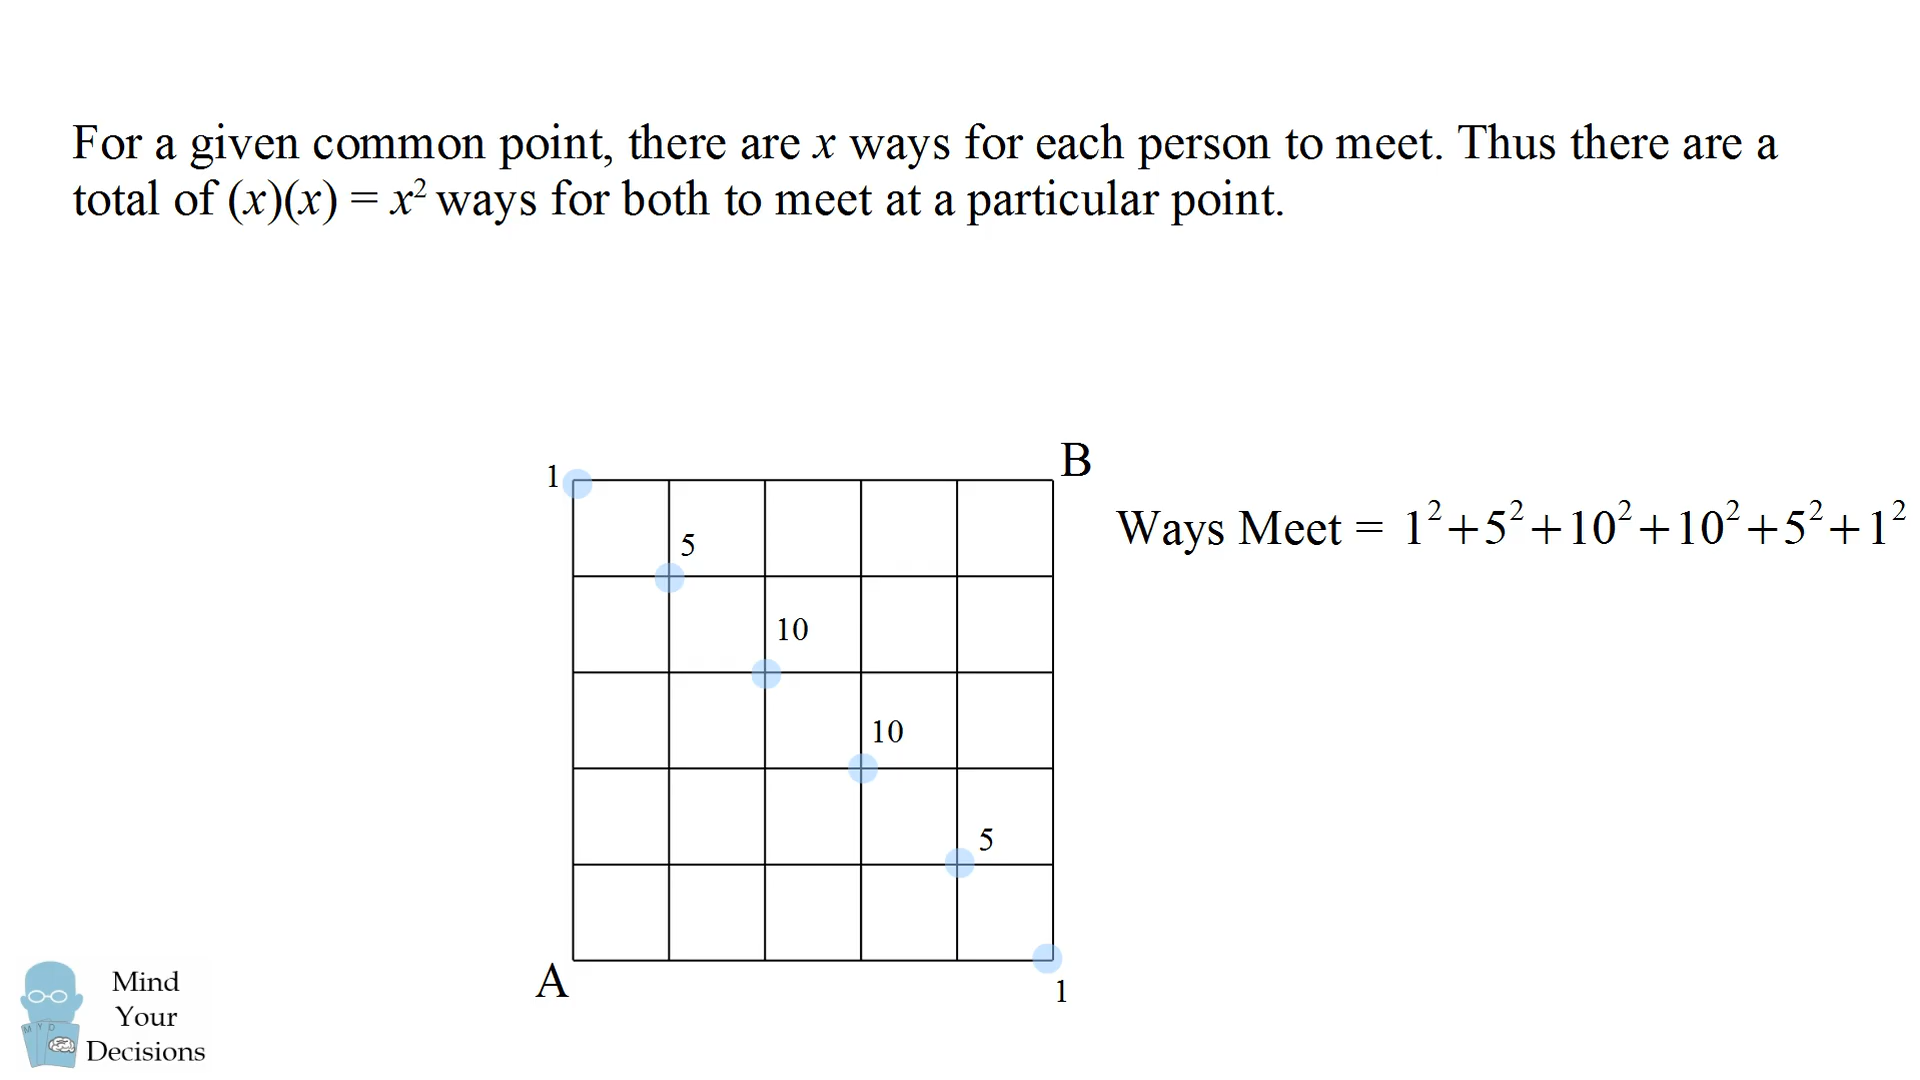 For a given common point, there are x ways for each person to meet. Thus there are a
total of (x)(x) = x² ways for both to meet at a particular point.
B
1
Ways Meet = 1²+5²+10²+10²+5²+1²
5
10
10
5
A
1
Mind
Your
Decisions
M Y D